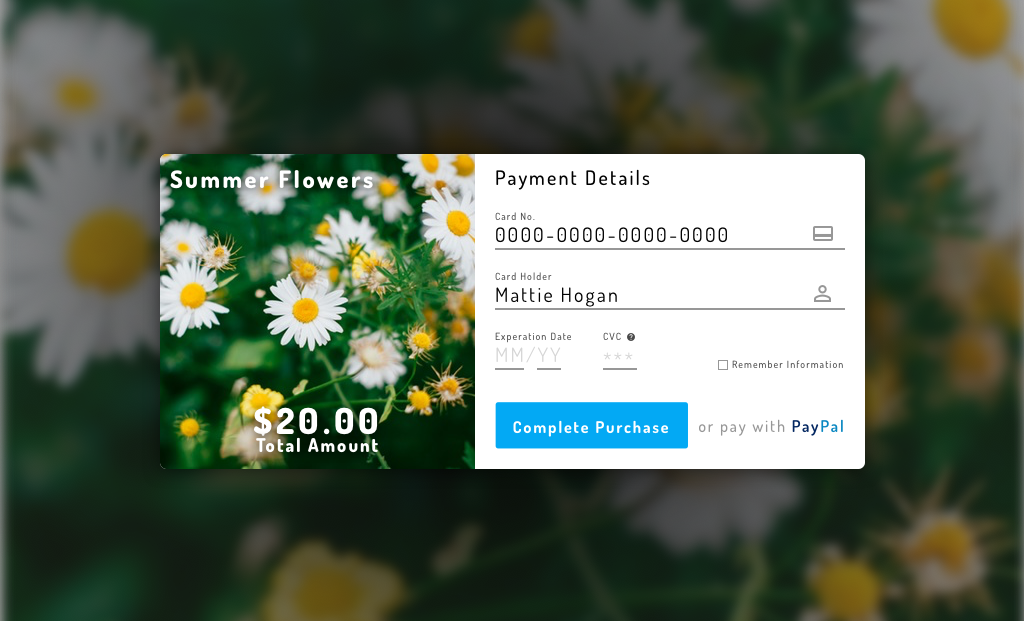 Summer Flowers
$20.00
Total Amount
Payment Details
Card No.
0000-0000-0000-0000
Card Holder
Mattie Hogan
Experation Date
MM/YY
CVC ?
***
Remember Information
Complete Purchase
or pay with PayPal